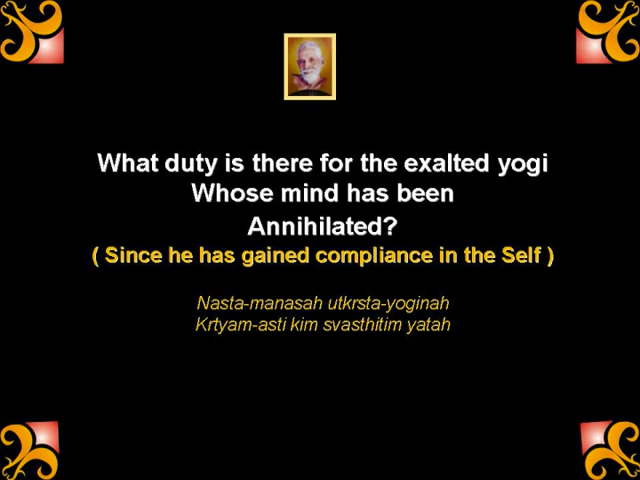 What duty is there for the exalted yogi
Whose mind has been
Annihilated?
( Since he has gained compliance in the Self )
Nasta-manasah utkrsta-yoginah
Krtyam-asti kim svasthitim yatah